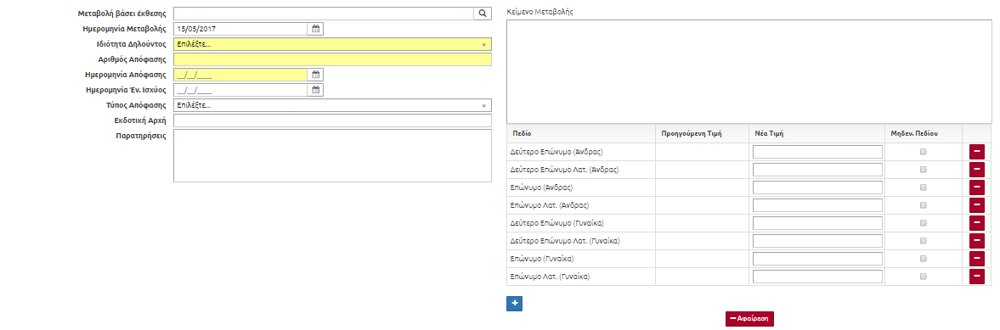 Μεταβολή βάσει έκθεσης
Ημερομηνία Μεταβολής 15/05/2017
Ιδιότητα Δηλούντος Επιλέξτε...
Αριθμός Απόφασης
Ημερομηνία Απόφασης __/__/____
Ημερομηνία Έν. Ισχύος __/__/____
Τύπος Απόφασης Επιλέξτε...
Εκδοτική Αρχή
Παρατηρήσεις
Κείμενο Μεταβολής
Πεδίο Προηγούμενη Τιμή Νέα Τιμή Μηδεν. Πεδίου
Δεύτερο Επώνυμο (Άνδρας)
Δεύτερο Επώνυμο Λατ. (Άνδρας)
Επώνυμο (Άνδρας)
Επώνυμο Λατ. (Άνδρας)
Δεύτερο Επώνυμο (Γυναίκα)
Δεύτερο Επώνυμο Λατ. (Γυναίκα)
Επώνυμο (Γυναίκα)
Επώνυμο Λατ. (Γυναίκα)
Αφαίρεση